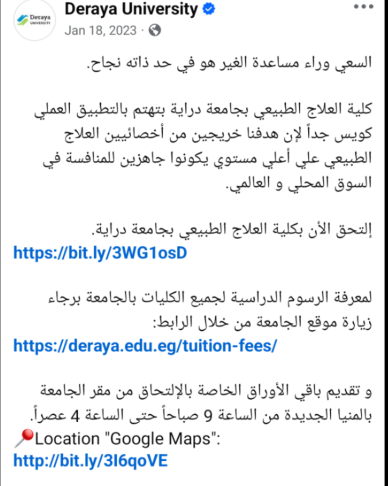 Deraya
UNIVERSITY
Deraya University
Jan 18, 2023 ·
السعي وراء مساعدة الغير هو في حد ذاته نجاح.
كلية العلاج الطبيعي بجامعة دراية بتهتم بالتطبيق العملي
كويس جداً لإن هدفنا خريجين من أخصائيين العلاج
الطبيعي علي أعلي مستوي يكونوا جاهزين للمنافسة في
السوق المحلي و العالمي.
إلتحق الأن بكلية العلاج الطبيعي بجامعة دراية.
https://bit.ly/3WG1osD
لمعرفة الرسوم الدراسية لجميع الكليات بالجامعة برجاء
زيارة موقع الجامعة من خلال الرابط:
https://deraya.edu.eg/tuition-fees/
و تقديم باقي الأوراق الخاصة بالإلتحاق من مقر الجامعة
بالمنيا الجديدة من الساعة 9 صباحاً حتى الساعة 4 عصراً.
📍Location "Google Maps":
http://bit.ly/3I6qoVE